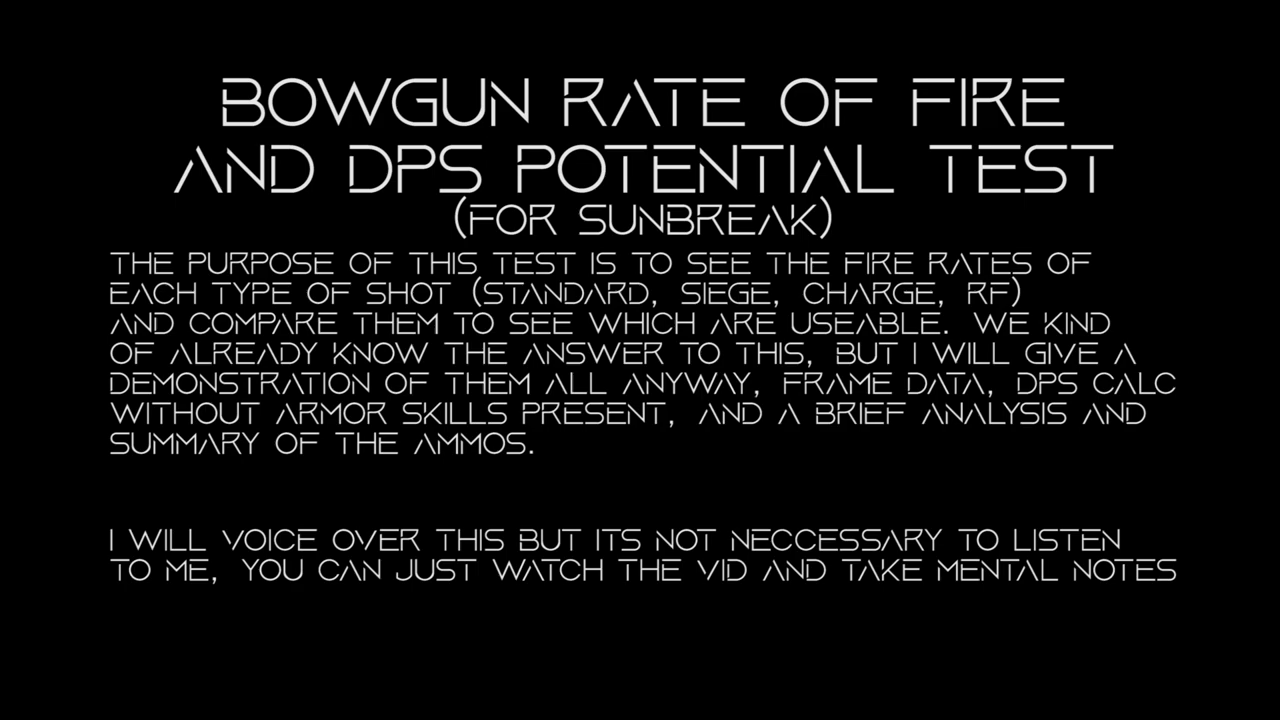 BOWGUN RATE OF FIRE
AND DPS POTENTIAL TEST
(FOR SUNBREAK)
THE PURPOSE OF THIS TEST IS TO SEE THE FIRE RATES OF
EACH TYPE OF SHOT (STANDARD, SIEGE, CHARGE, RF)
AND COMPARE THEM TO SEE WHICH ARE USEABLE. WE KIND
OF ALREADY KNOW THE ANSWER TO THIS, BUT I WILL GIVE A
DEMONSTRATION OF THEM ALL ANYWAY, FRAME DATA, DPS CALC
WITHOUT ARMOR SKILLS PRESENT, AND A BRIEF ANALYSIS AND
SUMMARY OF THE AMMOS.
I WILL VOICE OVER THIS BUT ITS NOT NECCESSARY TO LISTEN
TO ME, YOU CAN JUST WATCH THE VID AND TAKE MENTAL NOTES